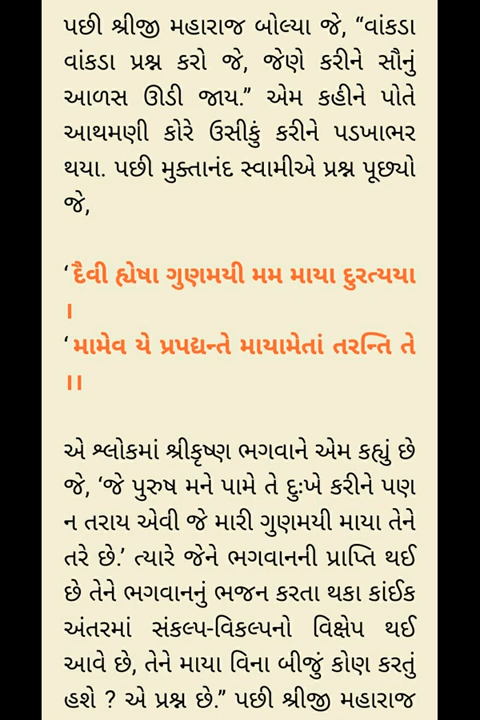 પછી શ્રીજી મહારાજ બોલ્યા જે, “વાંકડા
વાંકડા પ્રશ્ન કરો જે, જેણે કરીને સૌનું
આળસ ઊડી જાય.” એમ કહીને પોતે
આથમણી કોરે ઉસીકું કરીને પડખાભર
થયા. પછી મુક્તાનંદ સ્વામીએ પ્રશ્ન પૂછ્યો
જે,
‘દૈવી હ્યેષા ગુણમયી મમ માયા દુરત્યયા
।
‘મામેવ યે પ્રપદ્યન્તે માયામેતાં તરન્તિ તે
।।
એ શ્લોકમાં શ્રીકૃષ્ણ ભગવાને એમ કહ્યું છે
જે, ‘જે પુરુષ મને પામે તે દુઃખે કરીને પણ
ન તરાય એવી જે મારી ગુણમયી માયા તેને
તરે છે.’ ત્યારે જેને ભગવાનની પ્રાપ્તિ થઈ
છે તેને ભગવાનનું ભજન કરતા થકા કાંઈક
અંતરમાં સંકલ્પ-વિકલ્પનો વિક્ષેપ થઈ
આવે છે, તેને માયા વિના બીજું કોણ કરતું
હશે ? એ પ્રશ્ન છે.” પછી શ્રીજી મહારાજ